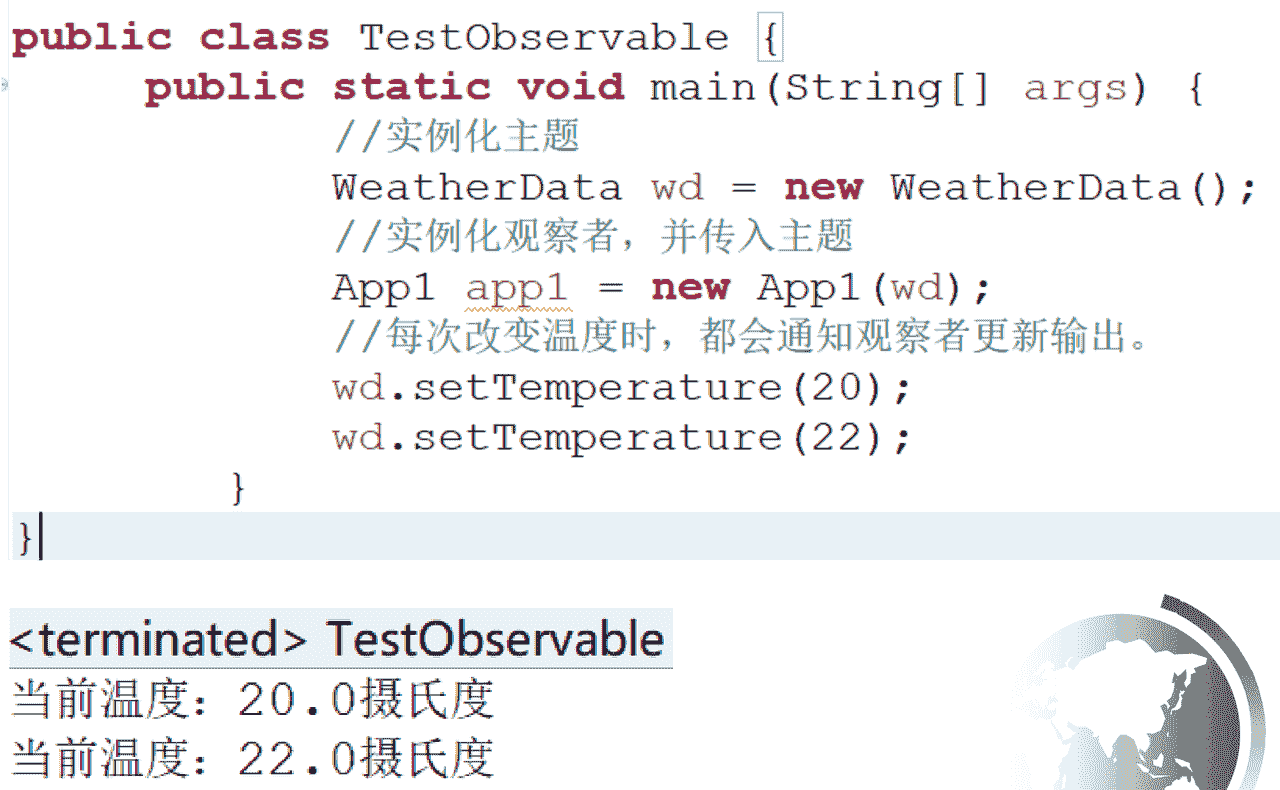 public class TestObservable {
public static void main(String[] args) {
//实例化主题
WeatherData wd = new WeatherData();
//实例化观察者，并传入主题
App1 app1 = new App1(wd);
//每次改变温度时，都会通知观察者更新输出。
wd.setTemperature(20);
wd.setTemperature(22);
}
}
<terminated> TestObservable
当前温度：20.0摄氏度
当前温度：22.0摄氏度